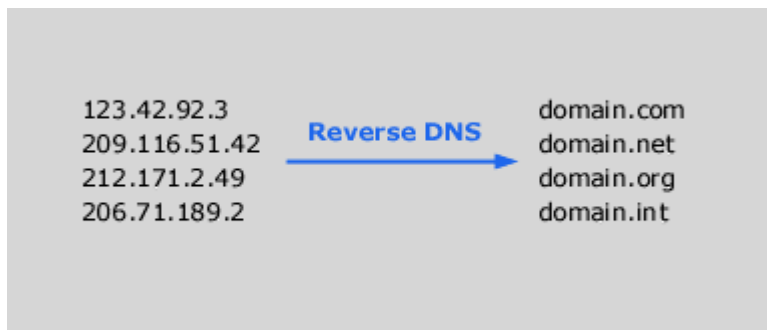 123.42.92.3
209.116.51.42
212.171.2.49
206.71.189.2
Reverse DNS
domain.com
domain.net
domain.org
domain.int